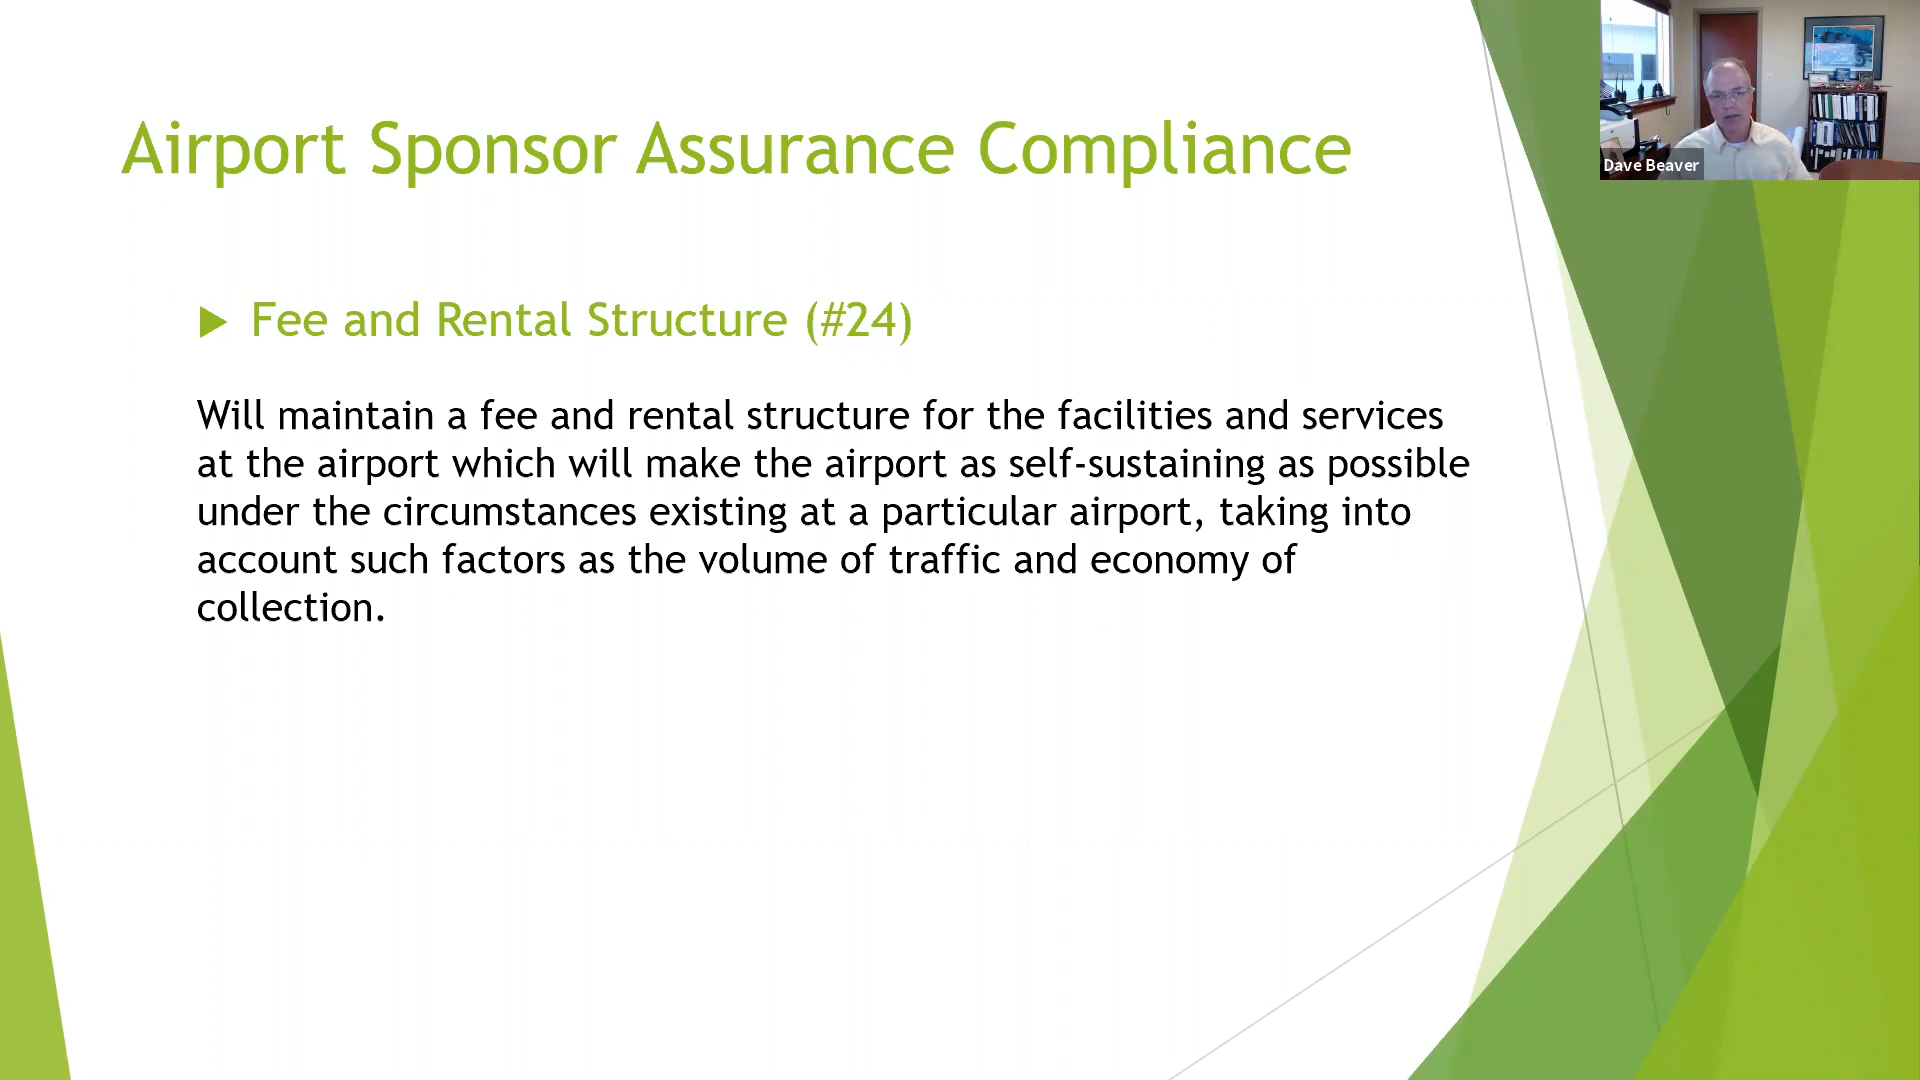 Airport Sponsor Assurance Compliance
Dave Beaver
Fee and Rental Structure (#24)
Will maintain a fee and rental structure for the facilities and services
at the airport which will make the airport as self-sustaining as possible
under the circumstances existing at a particular airport, taking into
account such factors as the volume of traffic and economy of
collection.